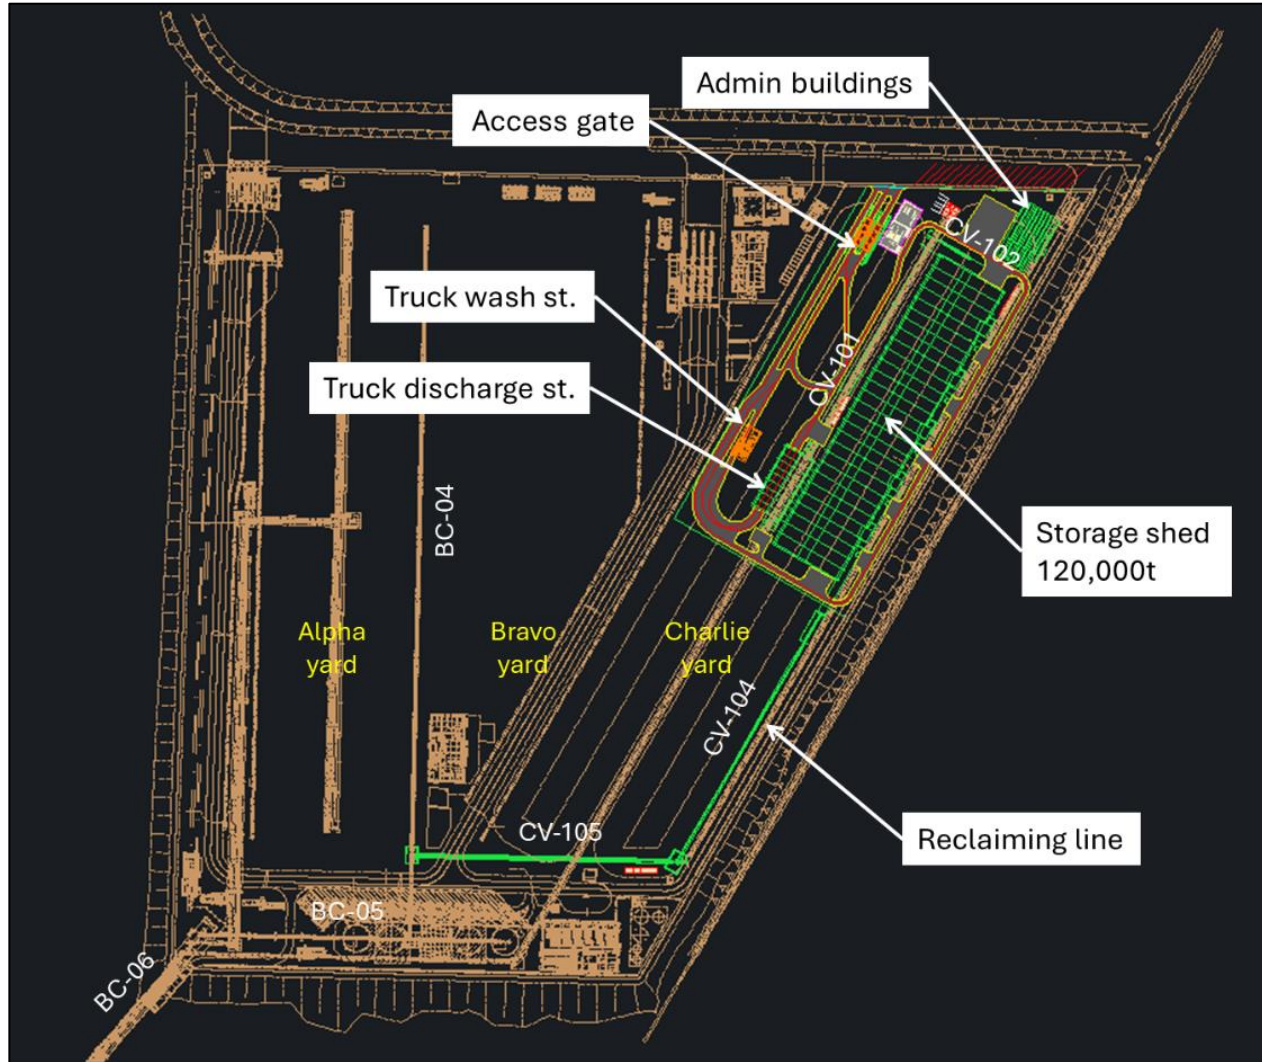 Admin buildings
Access gate
CV-102
Truck wash st.
CV-101
Truck discharge st.
BC-04
Storage shed
120,000t
Alpha
yard
Bravo
yard
Charlie
yard
CV-104
CV-105
Reclaiming line
BC-05
BC-06